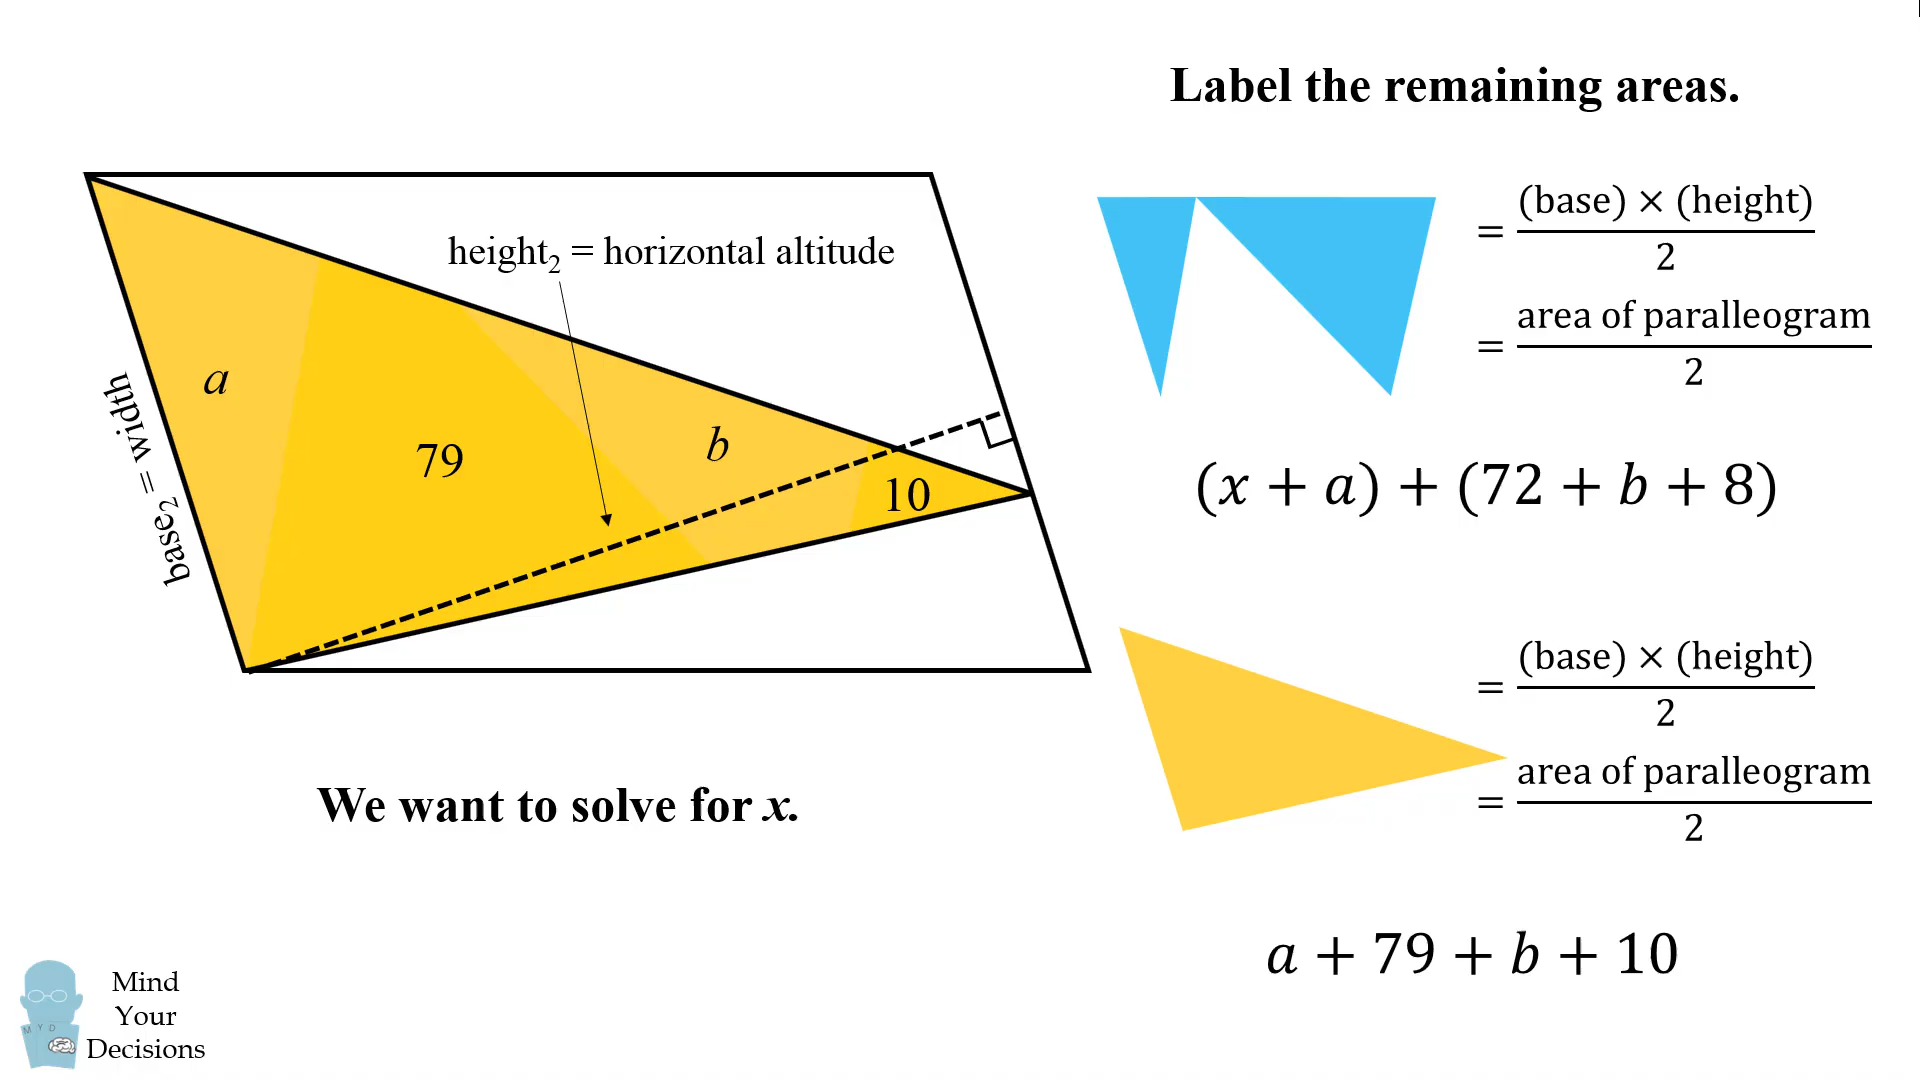 Label the remaining areas.
height₂ = horizontal altitude
a
79
b
10
base₂ = width
= (base) × (height) / 2
= area of paralleogram / 2
(x + a) + (72 + b + 8)
= (base) × (height) / 2
= area of paralleogram / 2
We want to solve for x.
a + 79 + b + 10
M Y D
Mind
Your
Decisions